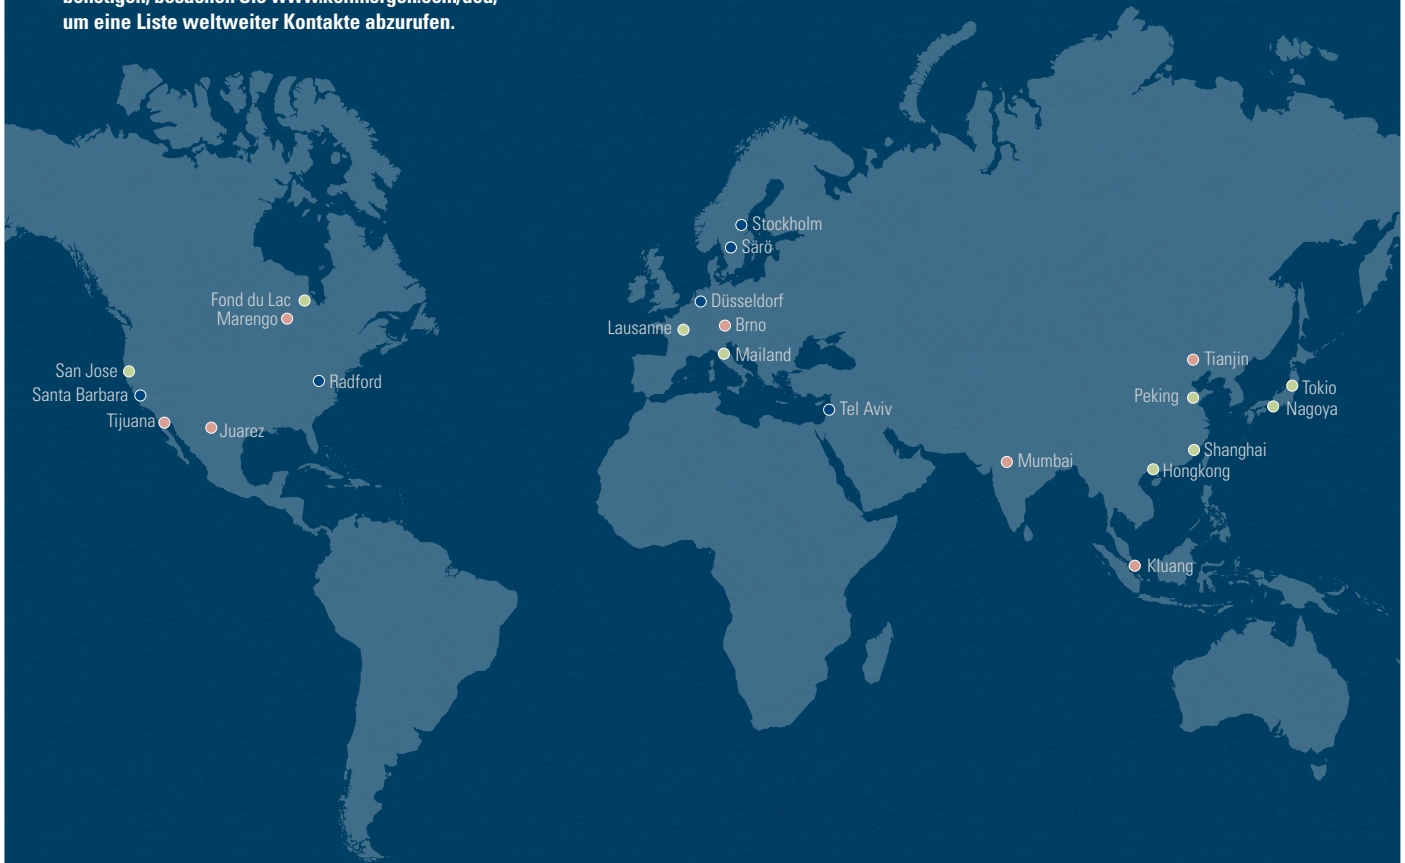 um eine Liste weltweiter Kontakte abzurufen.
Stockholm
Särö
Fond du Lac
Düsseldorf
Marengo
Lausanne
Brno
Mailand
Tianjin
San Jose
Radford
Tokio
Santa Barbara
Peking
Nagoya
Tel Aviv
Tijuana
Juarez
Shanghai
Mumbai
Hongkong
Kluang